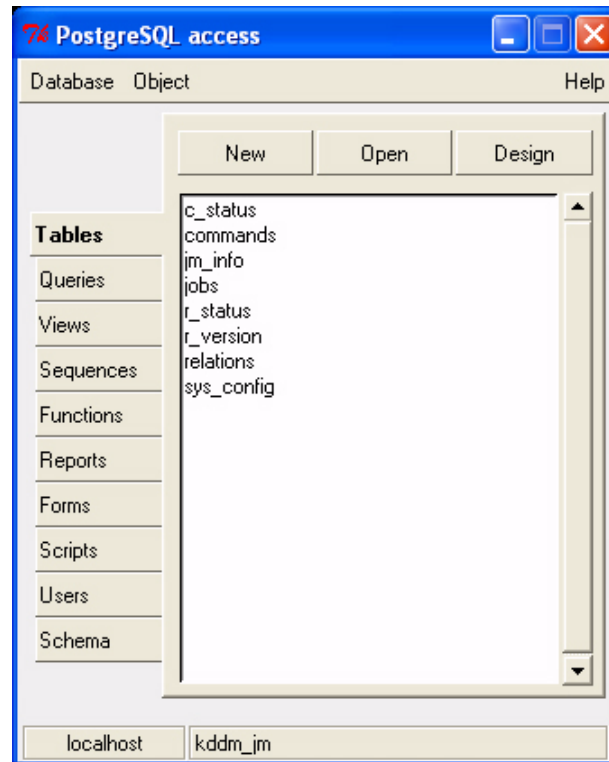 PostgreSQL access
Database Object Help
New Open Design
c_status
commands
jm_info
jobs
r_status
r_version
relations
sys_config
Tables
Queries
Views
Sequences
Functions
Reports
Forms
Scripts
Users
Schema
localhost kddm_jm